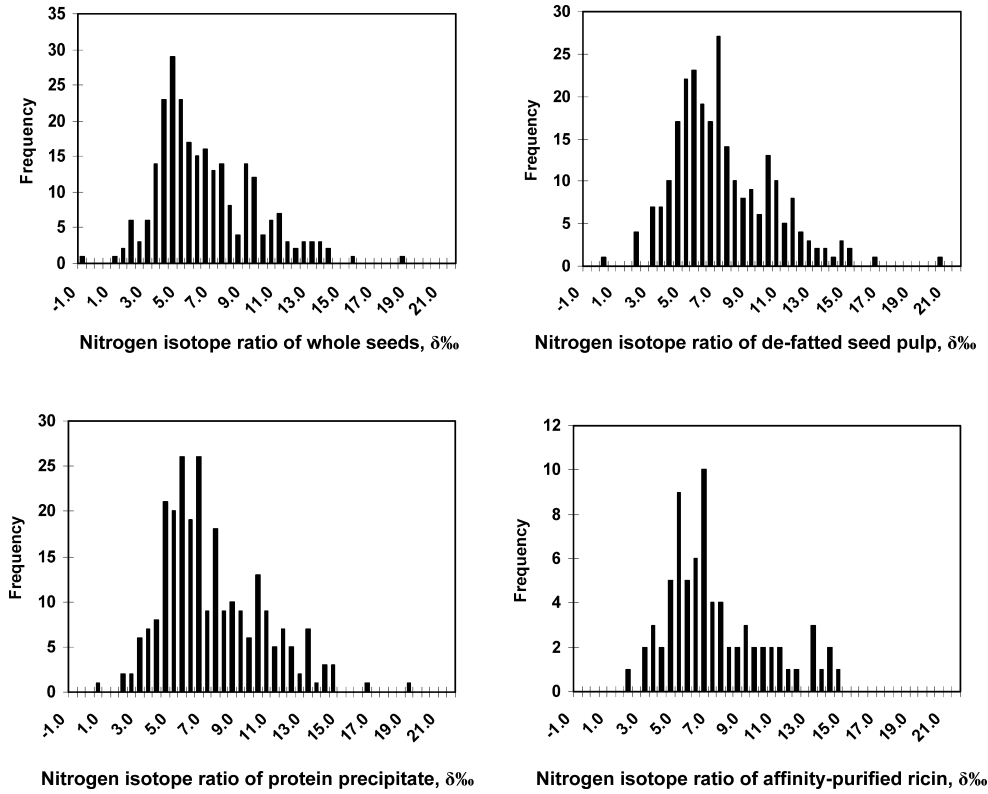 35
30
25
20
15
10
5
0
Frequency
-1.0 1.0 3.0 5.0 7.0 9.0 11.0 13.0 15.0 17.0 19.0 21.0
Nitrogen isotope ratio of whole seeds, δ‰
30
25
20
15
10
5
0
Frequency
-1.0 1.0 3.0 5.0 7.0 9.0 11.0 13.0 15.0 17.0 19.0 21.0
Nitrogen isotope ratio of de-fatted seed pulp, δ‰
30
25
20
15
10
5
0
Frequency
-1.0 1.0 3.0 5.0 7.0 9.0 11.0 13.0 15.0 17.0 19.0 21.0
Nitrogen isotope ratio of protein precipitate, δ‰
12
10
8
6
4
2
0
Frequency
-1.0 1.0 3.0 5.0 7.0 9.0 11.0 13.0 15.0 17.0 19.0 21.0
Nitrogen isotope ratio of affinity-purified ricin, δ‰